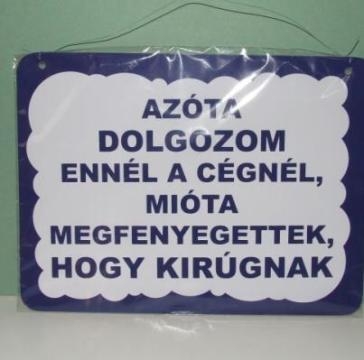 AZÓTA
DOLGOZOM
ENNÉL A CÉGNÉL,
MIÓTA
MEGFENYEGETTEK,
HOGY KIRÚGNAK